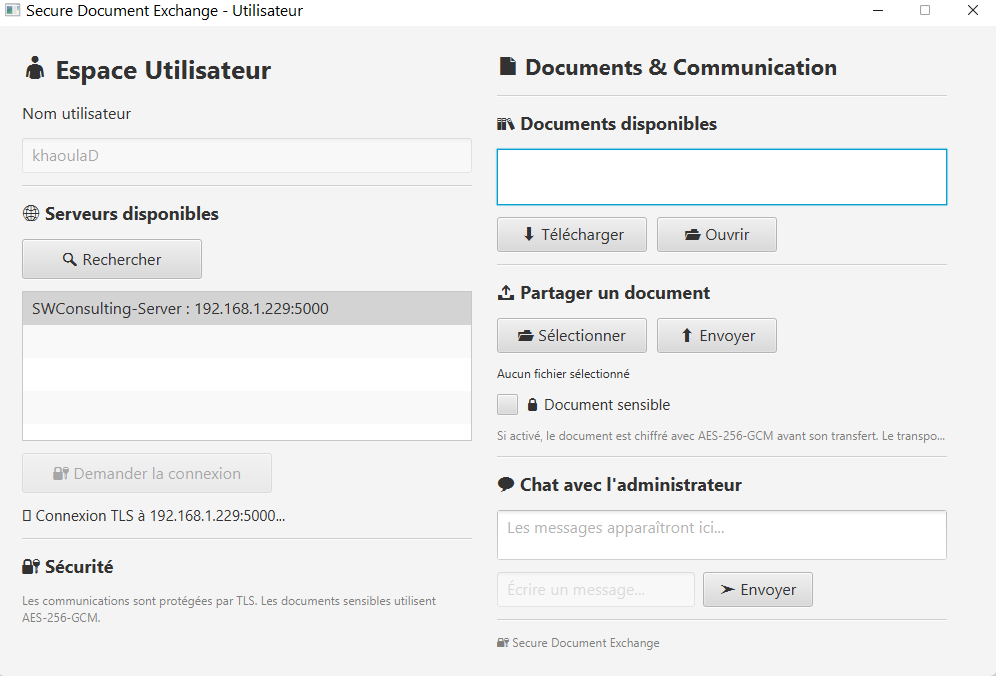 Secure Document Exchange - Utilisateur
Espace Utilisateur
Nom utilisateur
khaoulaD
Serveurs disponibles
Rechercher
SWConsulting-Server : 192.168.1.229:5000
Demander la connexion
Connexion TLS à 192.168.1.229:5000...
Sécurité
Les communications sont protégées par TLS. Les documents sensibles utilisent
AES-256-GCM.
Documents & Communication
Documents disponibles
Télécharger
Ouvrir
Partager un document
Sélectionner
Envoyer
Aucun fichier sélectionné
Document sensible
Si activé, le document est chiffré avec AES-256-GCM avant son transfert. Le transpo...
Chat avec l'administrateur
Les messages apparaîtront ici...
Écrire un message...
Envoyer
Secure Document Exchange